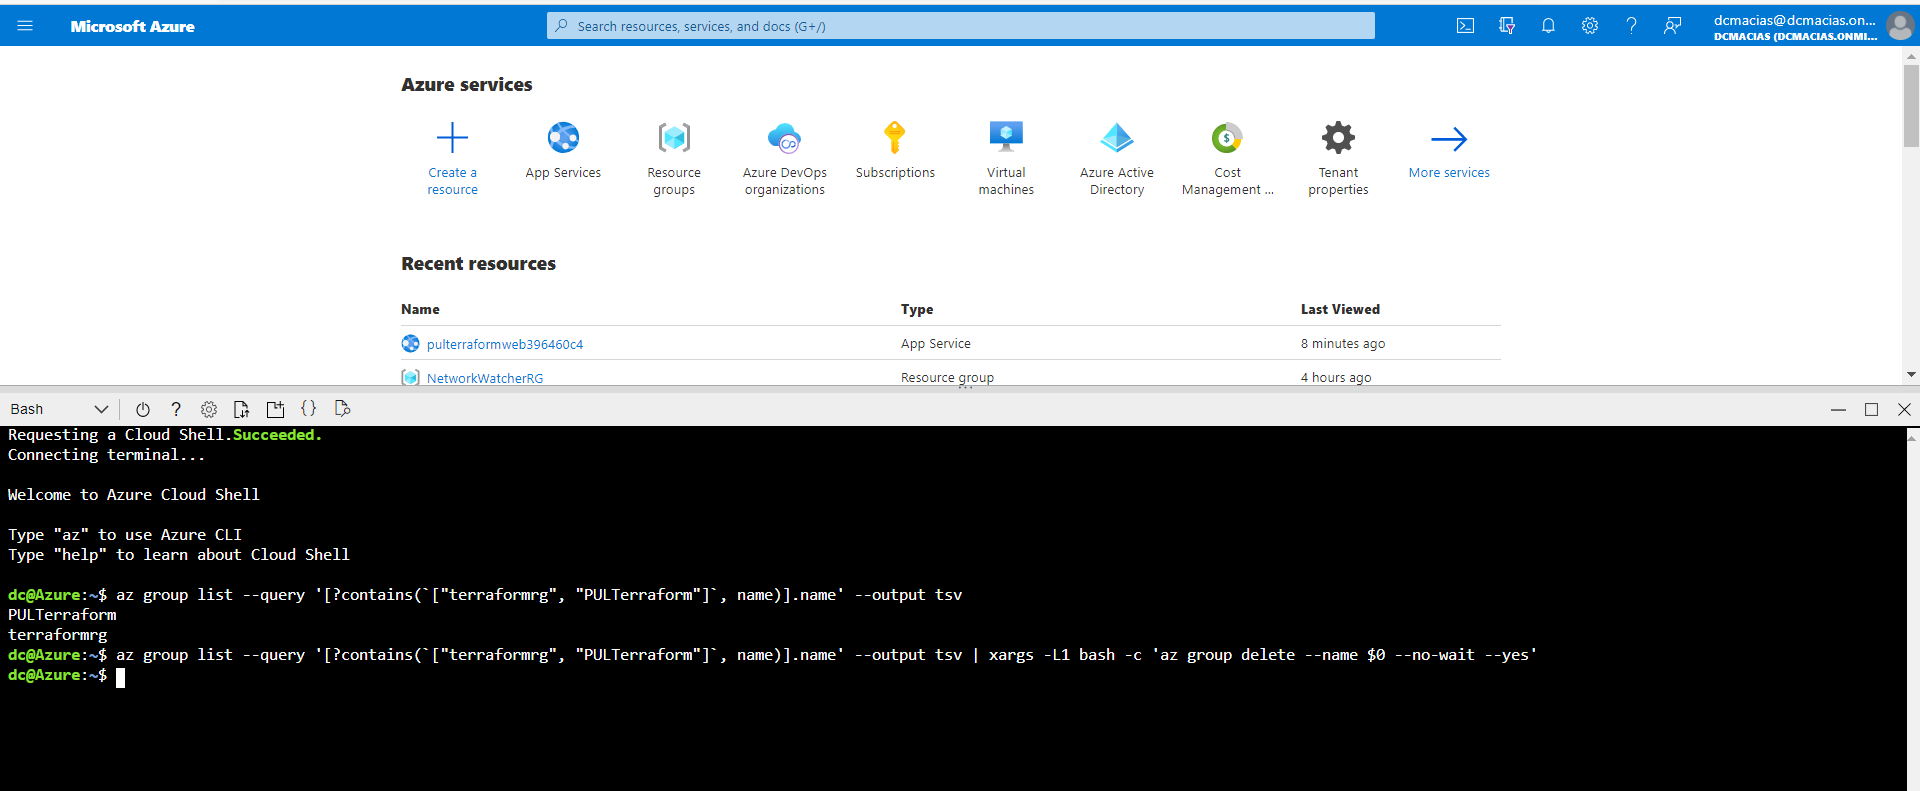 Microsoft Azure
Search resources, services, and docs (G+/)
dcmacias@dcmacias.on...
DCMACIAS (DCMACIAS.ONMI...
Azure services
Create a resource
App Services
Resource groups
Azure DevOps organizations
Subscriptions
Virtual machines
Azure Active Directory
Cost Management ...
Tenant properties
More services
Recent resources
Name Type Last Viewed
pulterraformweb396460c4 App Service 8 minutes ago
NetworkWatcherRG Resource group 4 hours ago
Bash
Requesting a Cloud Shell.Succeeded.
Connecting terminal...
Welcome to Azure Cloud Shell
Type "az" to use Azure CLI
Type "help" to learn about Cloud Shell
dc@Azure:~$ az group list --query '[?contains(`["terraformrg", "PULTerraform"]`, name)].name' --output tsv
PULTerraform
terraformrg
dc@Azure:~$ az group list --query '[?contains(`["terraformrg", "PULTerraform"]`, name)].name' --output tsv | xargs -L1 bash -c 'az group delete --name $0 --no-wait --yes'
dc@Azure:~$